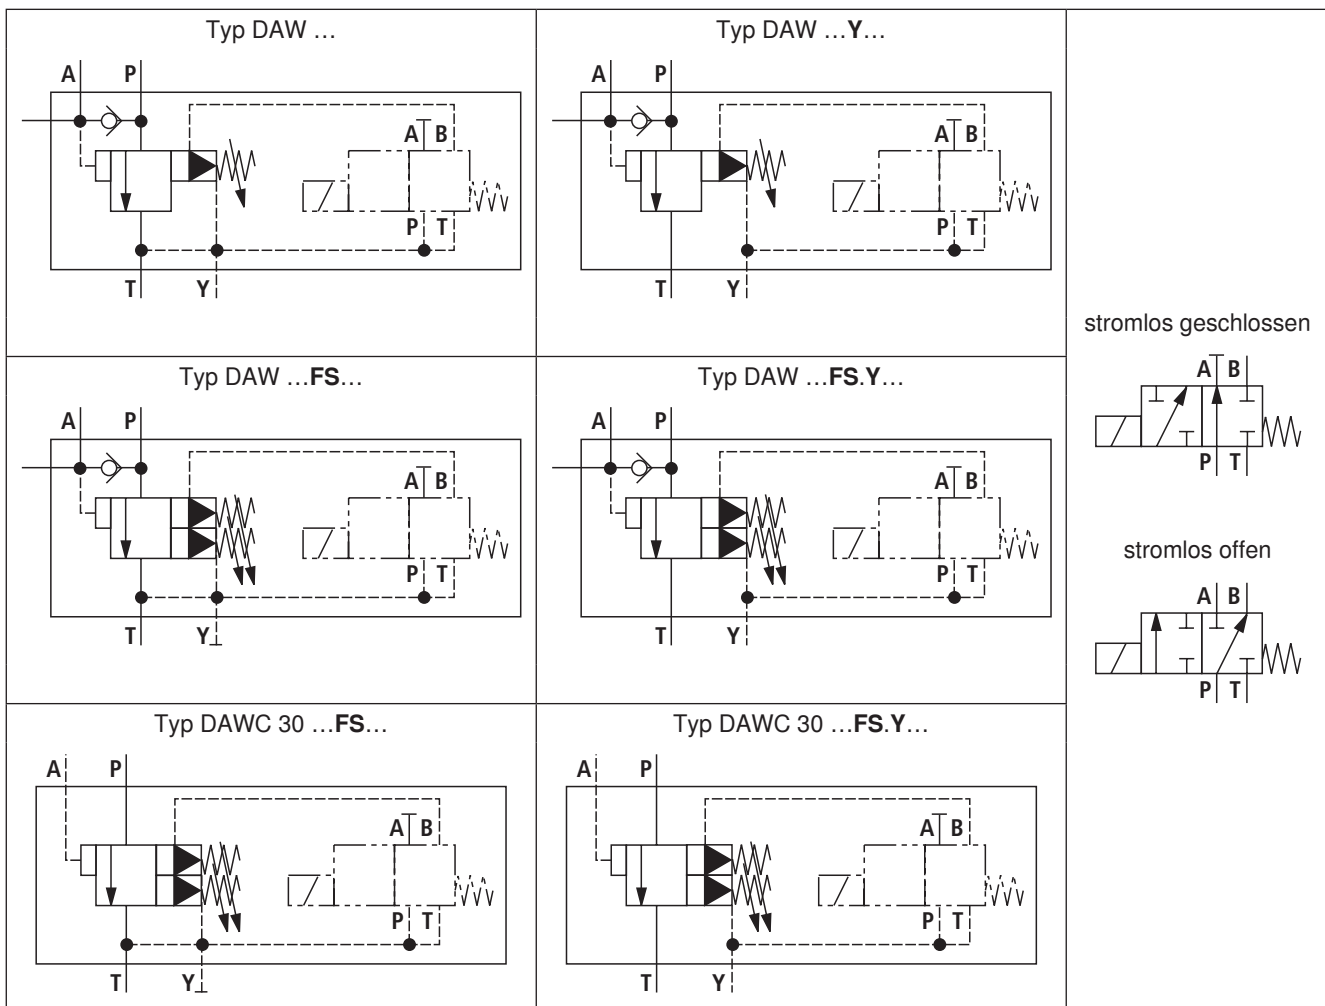 Typ DAW ...
A P
A B
P T
T Y
Typ DAW ...Y...
A P
A B
P T
T Y
Typ DAW ...FS...
A P
A B
P T
T Y
Typ DAW ...FS.Y...
A P
A B
P T
T Y
Typ DAWC 30 ...FS...
A P
A B
P T
T Y
Typ DAWC 30 ...FS.Y...
A P
A B
P T
T Y
stromlos geschlossen
A B
P T
stromlos offen
A B
P T